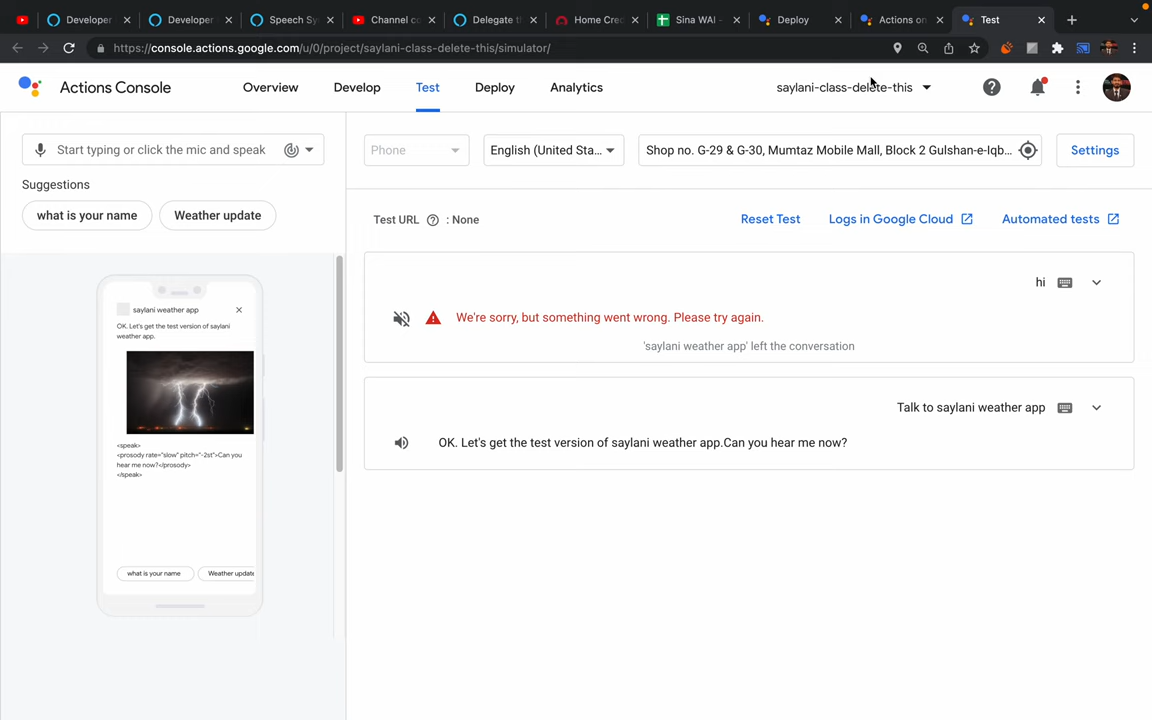 Developer
Developer
Speech Sy
Channel co
Delegate t
Home Cred
Sina WAI -
Deploy
Actions on
Test
https://console.actions.google.com/u/0/project/saylani-class-delete-this/simulator/
Actions Console
Overview
Develop
Test
Deploy
Analytics
saylani-class-delete-this
Start typing or click the mic and speak
Phone
English (United Sta...
Shop no. G-29 & G-30, Mumtaz Mobile Mall, Block 2 Gulshan-e-Iqb...
Settings
Suggestions
what is your name
Weather update
Test URL : None
Reset Test
Logs in Google Cloud
Automated tests
hi
We're sorry, but something went wrong. Please try again.
'saylani weather app' left the conversation
Talk to saylani weather app
OK. Let's get the test version of saylani weather app.Can you hear me now?
saylani weather app
OK. Let's get the test version of saylani
weather app.
<speak>
<prosody rate="slow" pitch="-2st">Can you
hear me now?</prosody>
</speak>
what is your name
Weather update